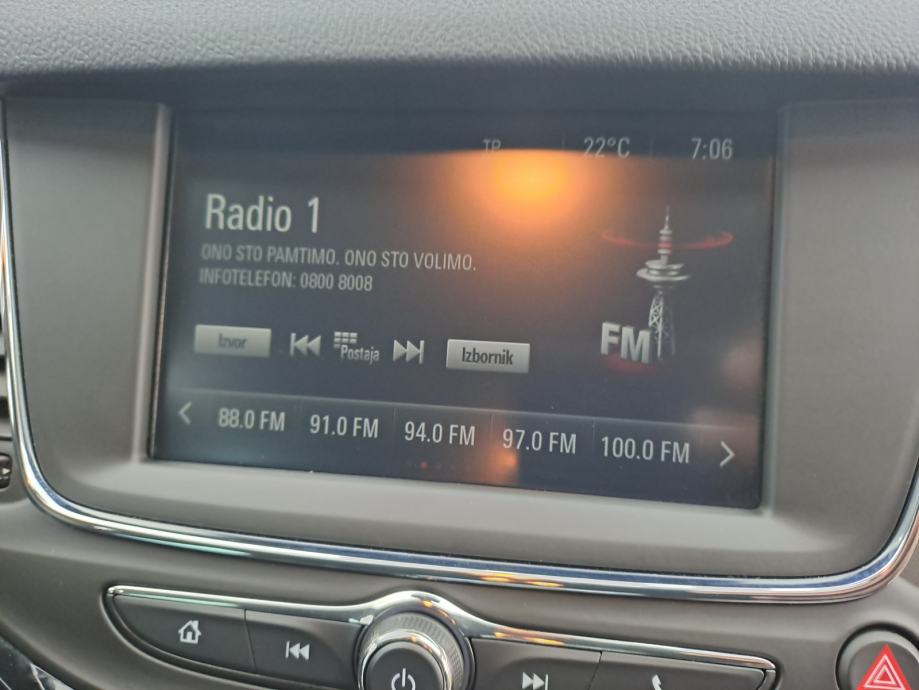 TP 22°C 7:06
Radio 1
ONO STO PAMTIMO. ONO STO VOLIMO.
INFOTELEFON: 0800 8008
Izvor Postaja Izbornik
FM
88.0 FM 91.0 FM 94.0 FM 97.0 FM 100.0 FM